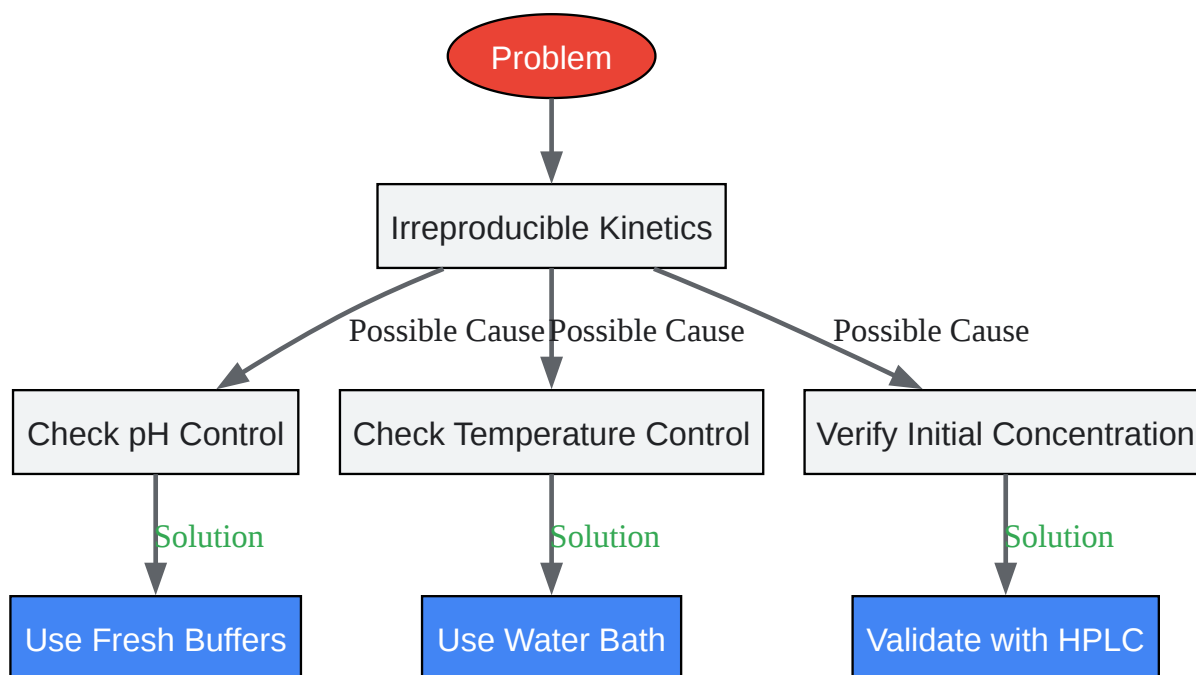 Problem
Irreproducible Kinetics
Possible Cause
Possible Cause
Possible Cause
Check pH Control
Check Temperature Control
Verify Initial Concentration
Solution
Solution
Solution
Use Fresh Buffers
Use Water Bath
Validate with HPLC